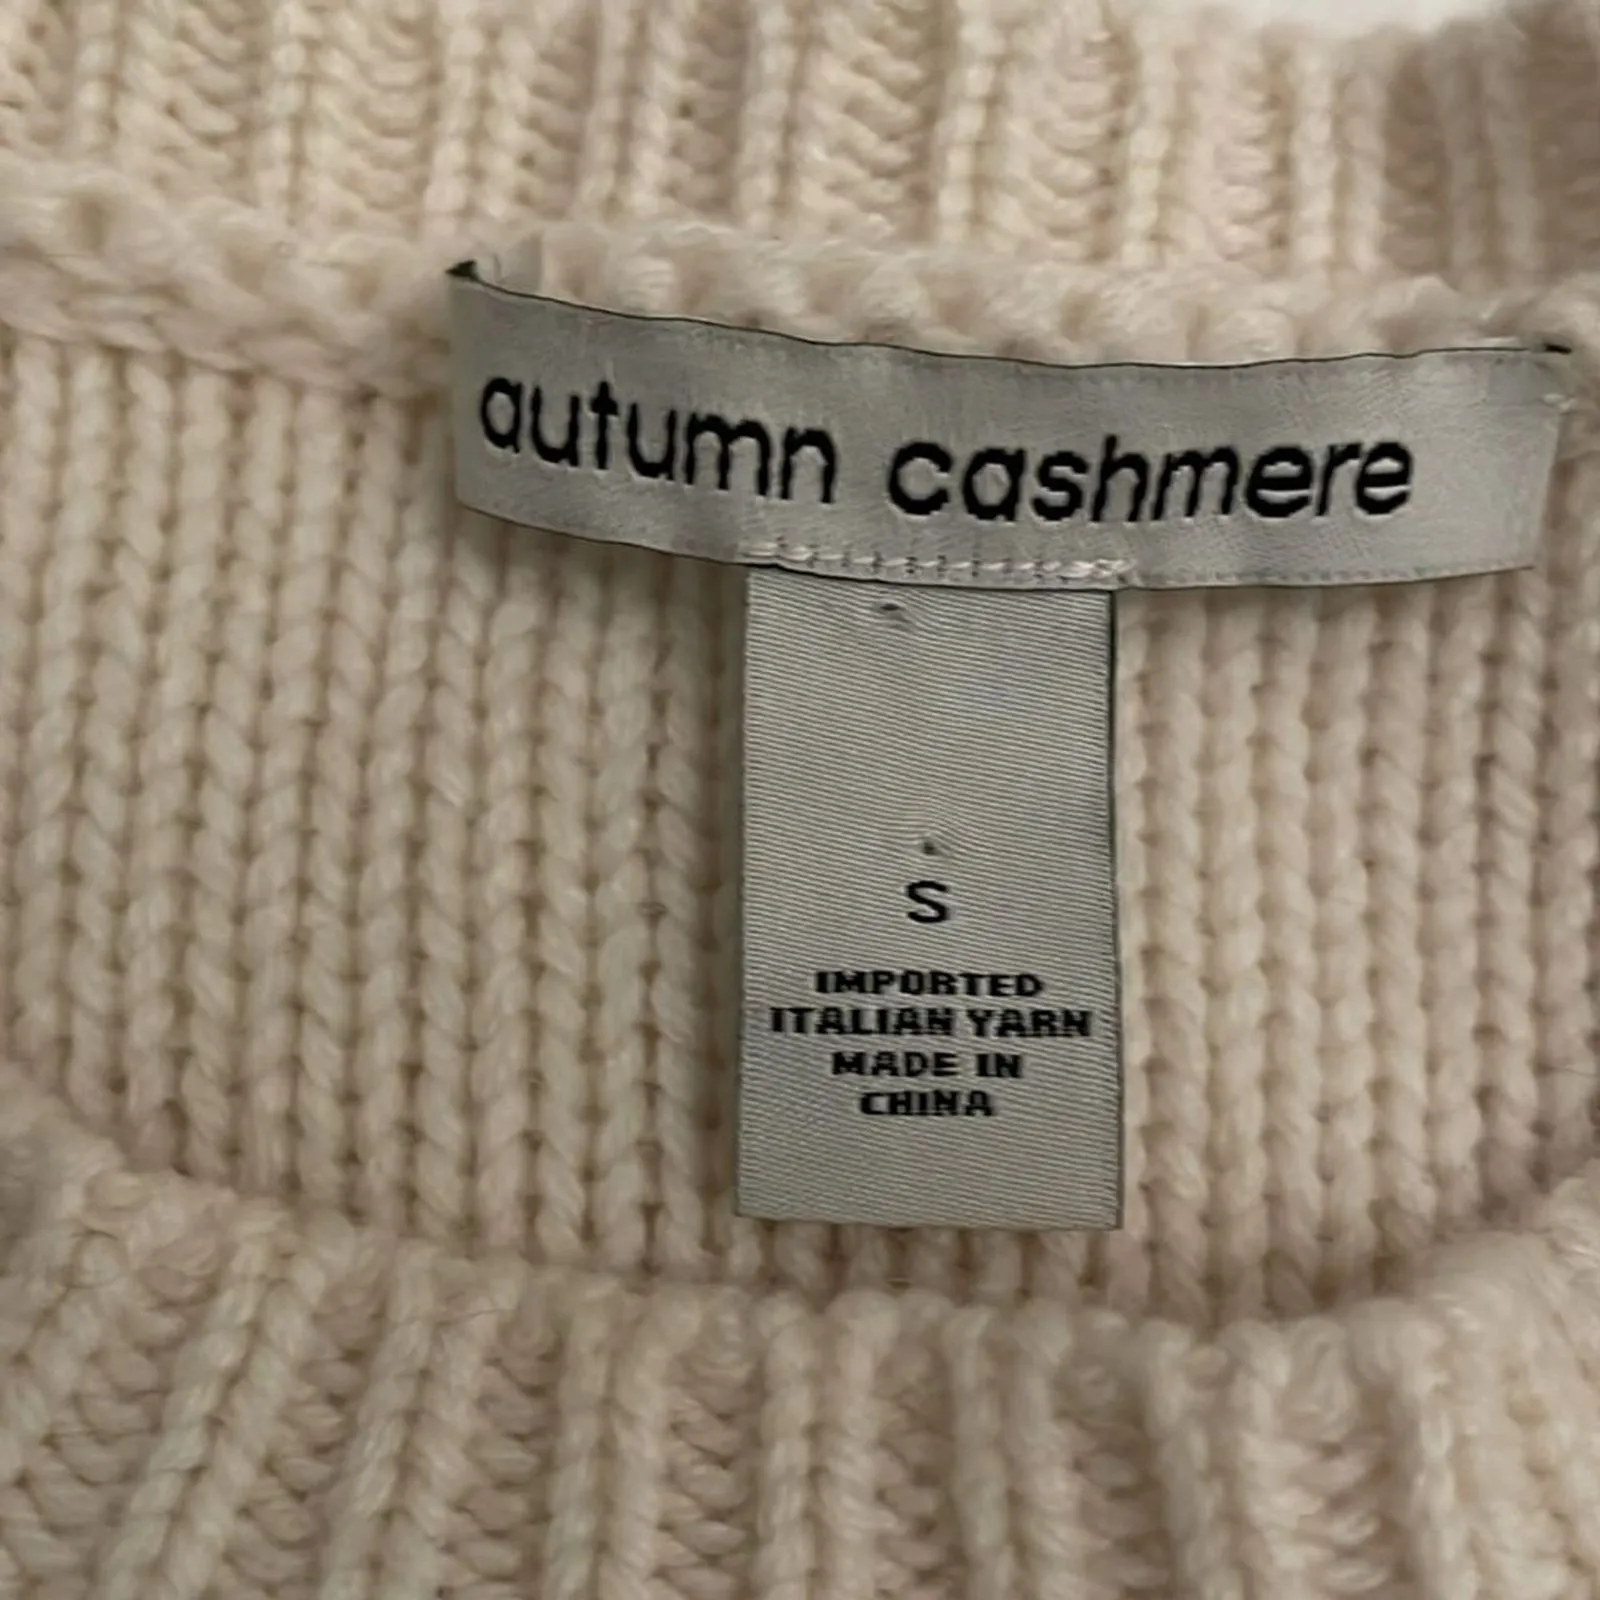 autumn cashmere
S
IMPORTED
ITALIAN YARN
MADE IN
CHINA